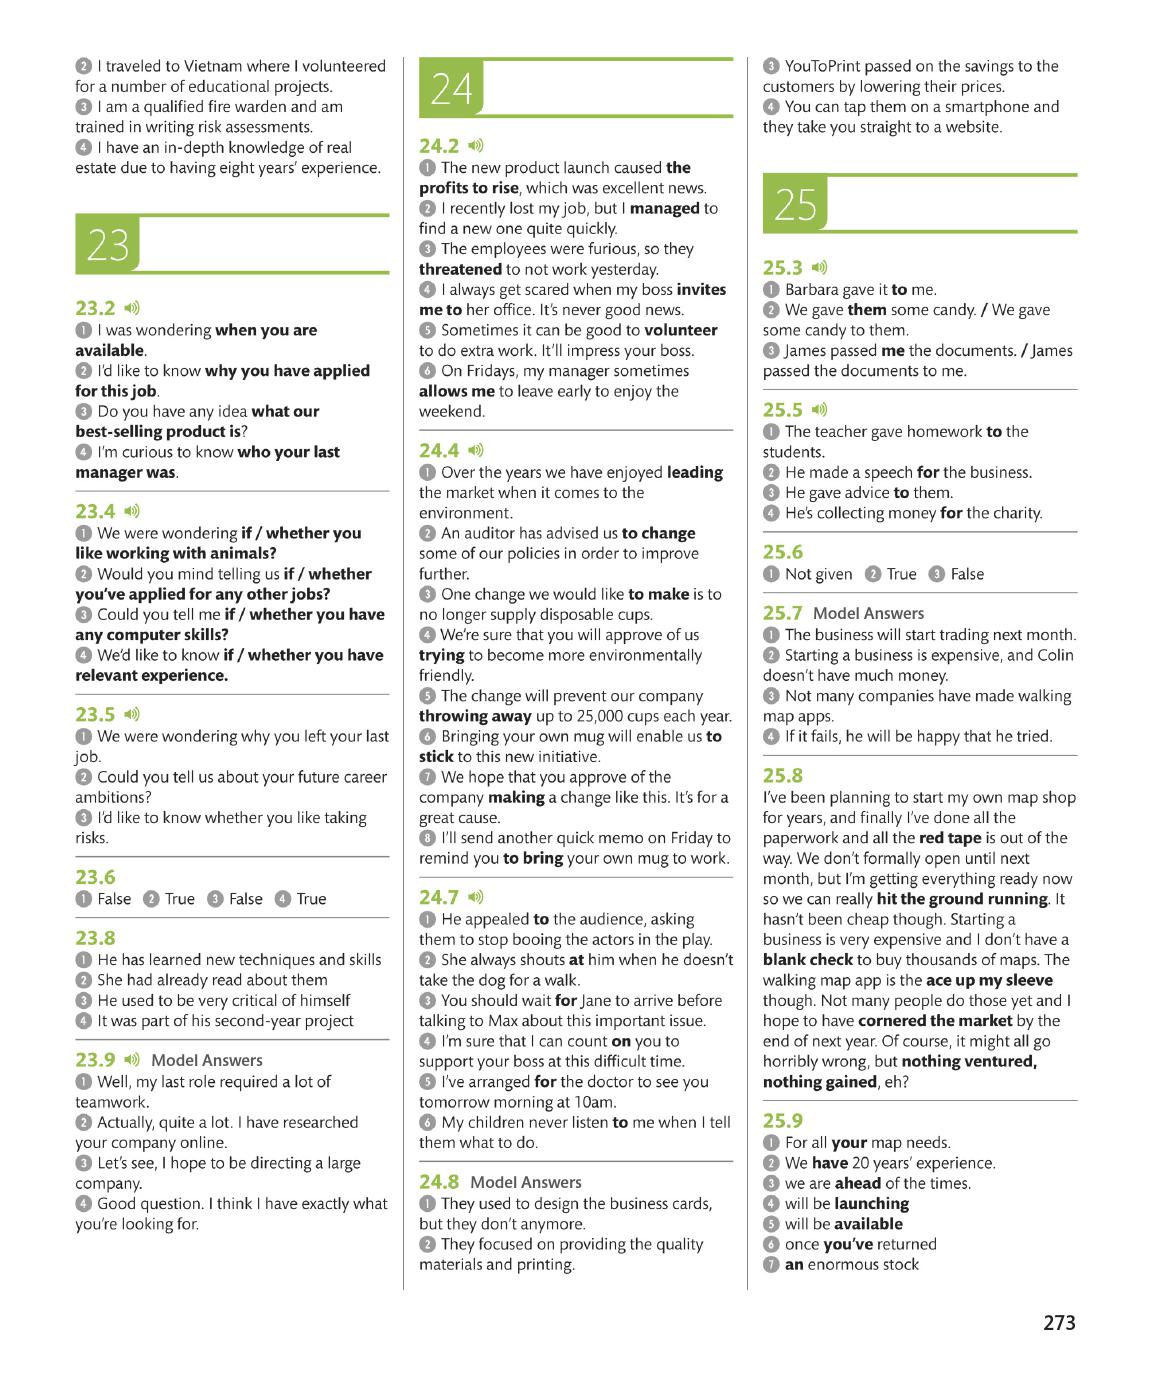 2 I traveled to Vietnam where I volunteered
for a number of educational projects.
3 I am a qualified fire warden and am
trained in writing risk assessments.
4 I have an in-depth knowledge of real
estate due to having eight years' experience.
23
23.2
1 I was wondering when you are
available.
2 I'd like to know why you have applied
for this job.
3 Do you have any idea what our
best-selling product is?
4 I'm curious to know who your last
manager was.
23.4
1 We were wondering if / whether you
like working with animals?
2 Would you mind telling us if / whether
you've applied for any other jobs?
3 Could you tell me if / whether you have
any computer skills?
4 We'd like to know if / whether you have
relevant experience.
23.5
1 We were wondering why you left your last
job.
2 Could you tell us about your future career
ambitions?
3 I'd like to know whether you like taking
risks.
23.6
1 False 2 True 3 False 4 True
23.8
1 He has learned new techniques and skills
2 She had already read about them
3 He used to be very critical of himself
4 It was part of his second-year project
23.9 Model Answers
1 Well, my last role required a lot of
teamwork.
2 Actually, quite a lot. I have researched
your company online.
3 Let's see, I hope to be directing a large
company.
4 Good question. I think I have exactly what
you're looking for.
24
24.2
1 The new product launch caused the
profits to rise, which was excellent news.
2 I recently lost my job, but I managed to
find a new one quite quickly.
3 The employees were furious, so they
threatened to not work yesterday.
4 I always get scared when my boss invites
me to her office. It's never good news.
5 Sometimes it can be good to volunteer
to do extra work. It'll impress your boss.
6 On Fridays, my manager sometimes
allows me to leave early to enjoy the
weekend.
24.4
1 Over the years we have enjoyed leading
the market when it comes to the
environment.
2 An auditor has advised us to change
some of our policies in order to improve
further.
3 One change we would like to make is to
no longer supply disposable cups.
4 We're sure that you will approve of us
trying to become more environmentally
friendly.
5 The change will prevent our company
throwing away up to 25,000 cups each year.
6 Bringing your own mug will enable us to
stick to this new initiative.
7 We hope that you approve of the
company making a change like this. It's for a
great cause.
8 I'll send another quick memo on Friday to
remind you to bring your own mug to work.
24.7
1 He appealed to the audience, asking
them to stop booing the actors in the play.
2 She always shouts at him when he doesn't
take the dog for a walk.
3 You should wait for Jane to arrive before
talking to Max about this important issue.
4 I'm sure that I can count on you to
support your boss at this difficult time.
5 I've arranged for the doctor to see you
tomorrow morning at 10am.
6 My children never listen to me when I tell
them what to do.
24.8 Model Answers
1 They used to design the business cards,
but they don't anymore.
2 They focused on providing the quality
materials and printing.
3 YouToPrint passed on the savings to the
customers by lowering their prices.
4 You can tap them on a smartphone and
they take you straight to a website.
25
25.3
1 Barbara gave it to me.
2 We gave them some candy. / We gave
some candy to them.
3 James passed me the documents. / James
passed the documents to me.
25.5
1 The teacher gave homework to the
students.
2 He made a speech for the business.
3 He gave advice to them.
4 He's collecting money for the charity.
25.6
1 Not given 2 True 3 False
25.7 Model Answers
1 The business will start trading next month.
2 Starting a business is expensive, and Colin
doesn't have much money.
3 Not many companies have made walking
map apps.
4 If it fails, he will be happy that he tried.
25.8
I've been planning to start my own map shop
for years, and finally I've done all the
paperwork and all the red tape is out of the
way. We don't formally open until next
month, but I'm getting everything ready now
so we can really hit the ground running. It
hasn't been cheap though. Starting a
business is very expensive and I don't have a
blank check to buy thousands of maps. The
walking map app is the ace up my sleeve
though. Not many people do those yet and I
hope to have cornered the market by the
end of next year. Of course, it might all go
horribly wrong, but nothing ventured,
nothing gained, eh?
25.9
1 For all your map needs.
2 We have 20 years' experience.
3 we are ahead of the times.
4 will be launching
5 will be available
6 once you've returned
7 an enormous stock
273